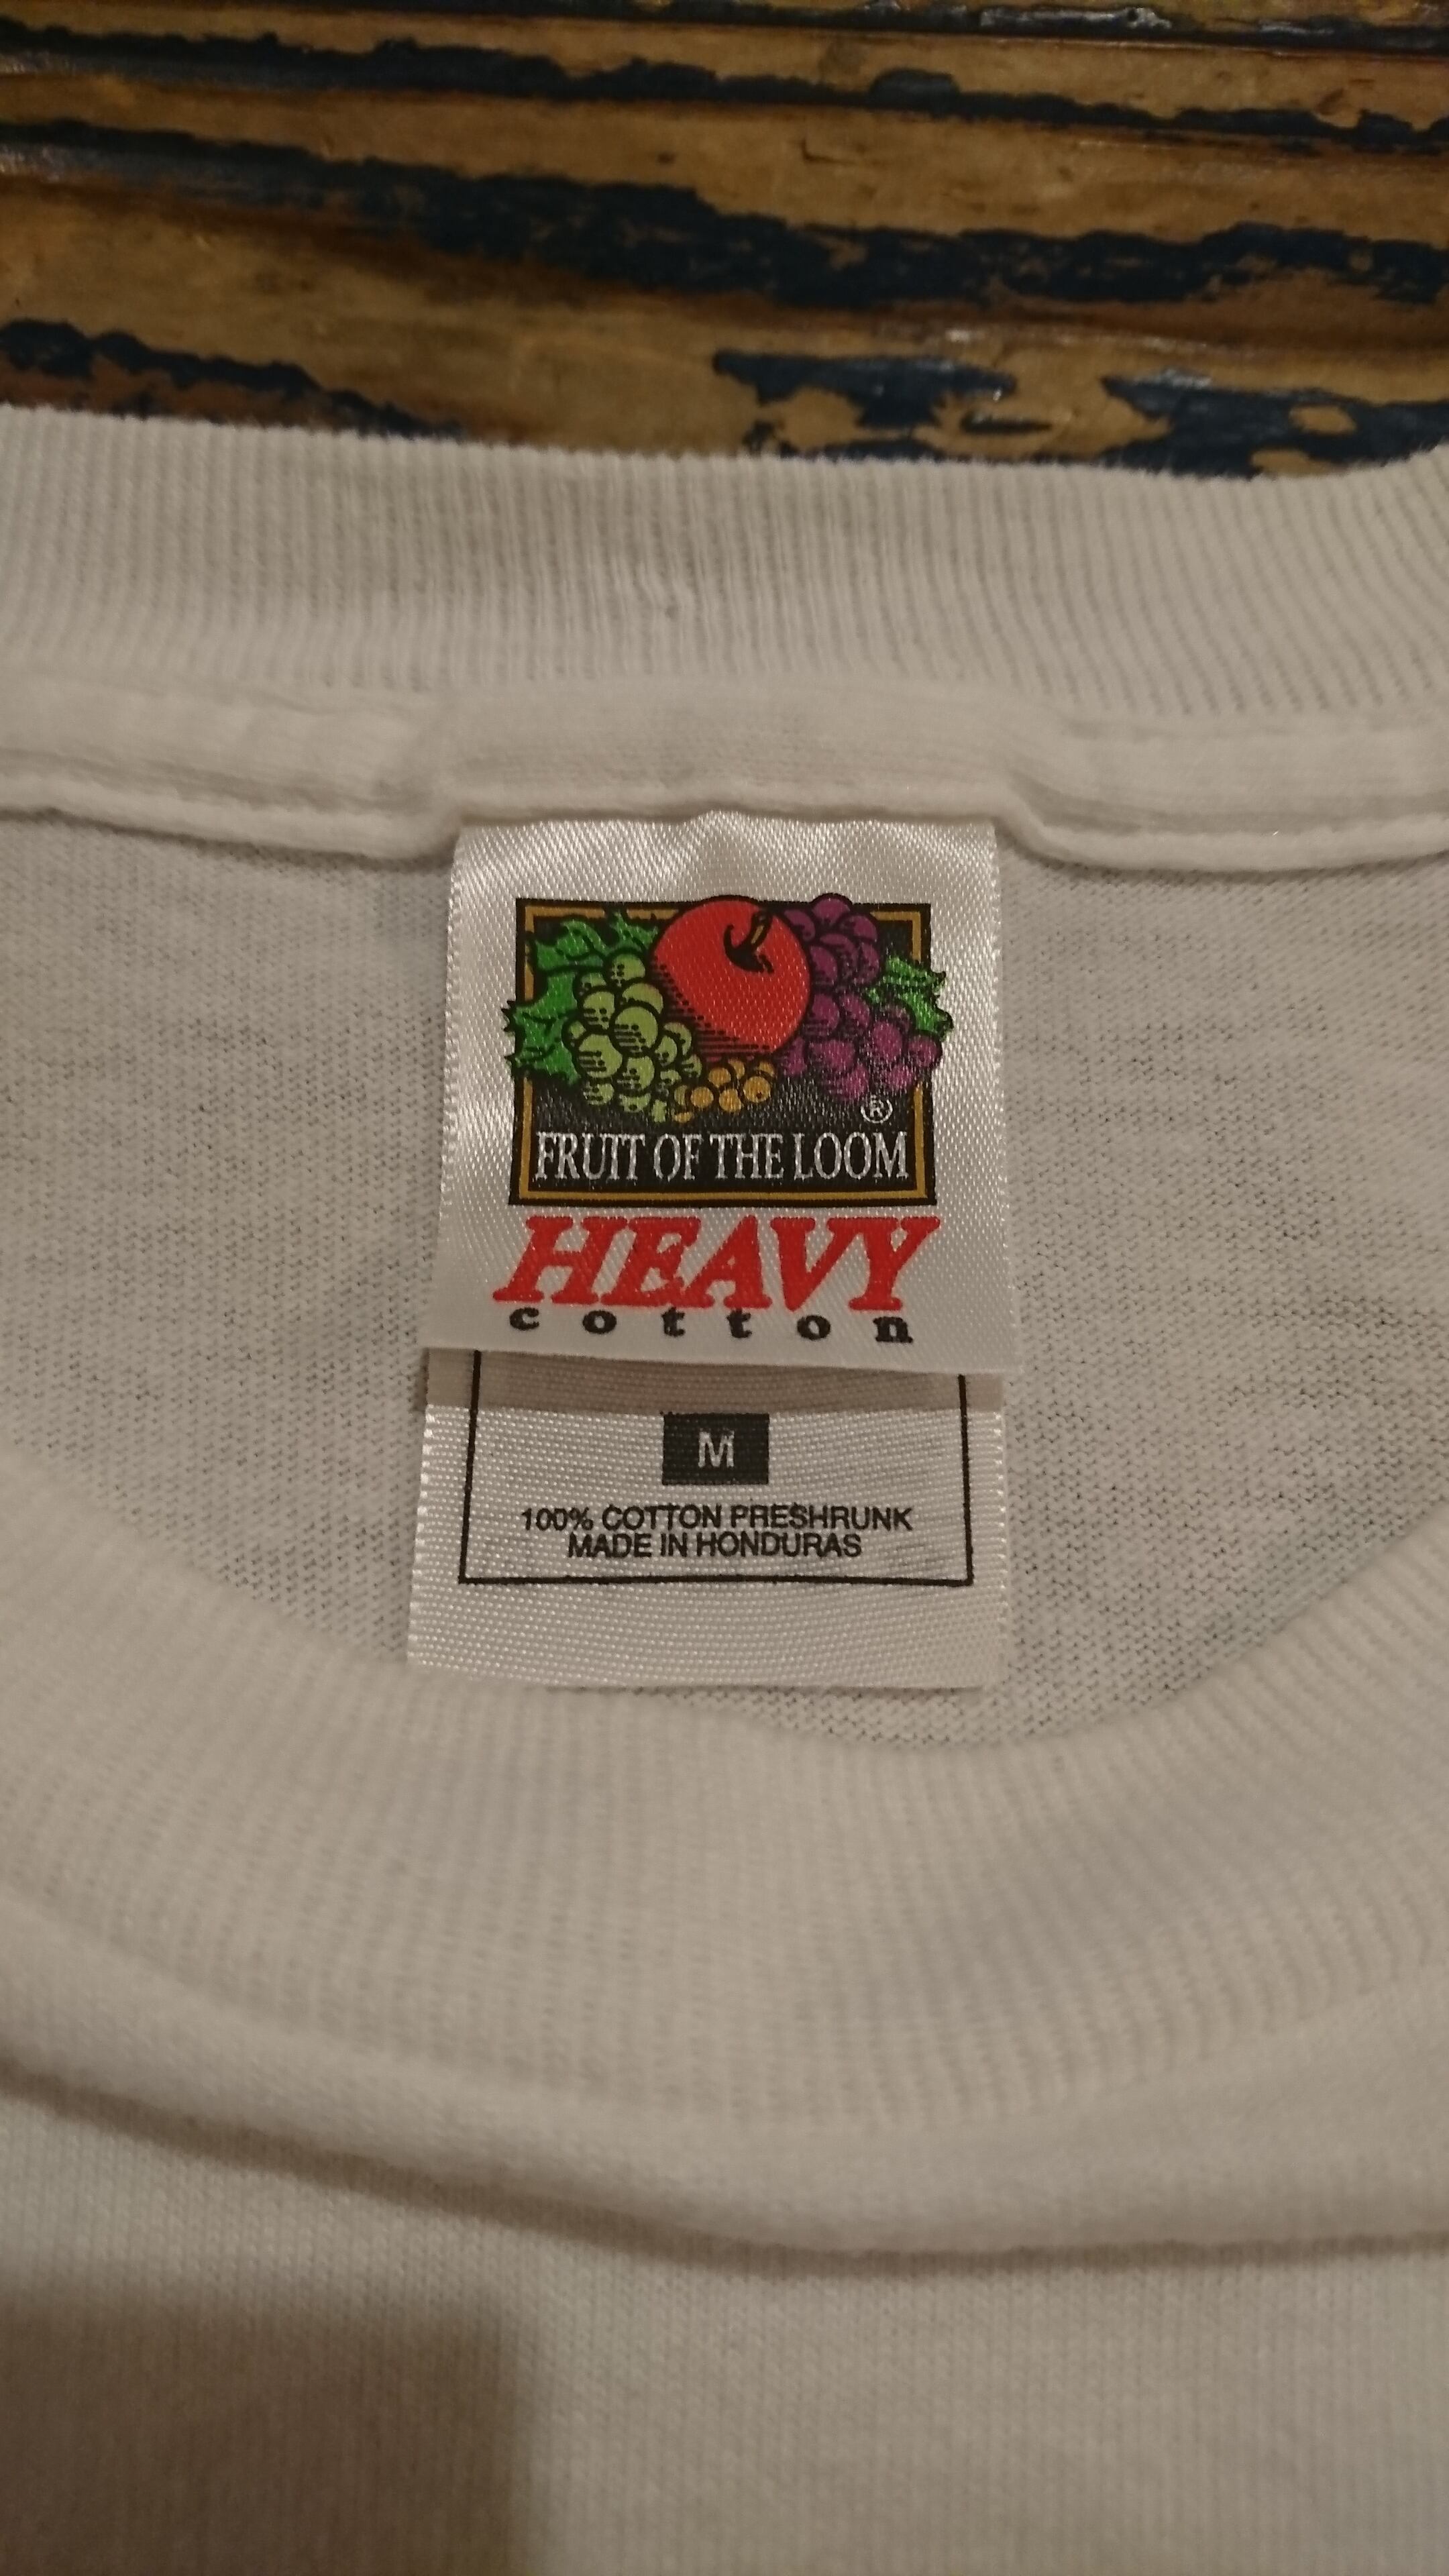 ®
FRUIT OF THE LOOM
HEAVY
cotton
M
100% COTTON PRESHRUNK
MADE IN HONDURAS